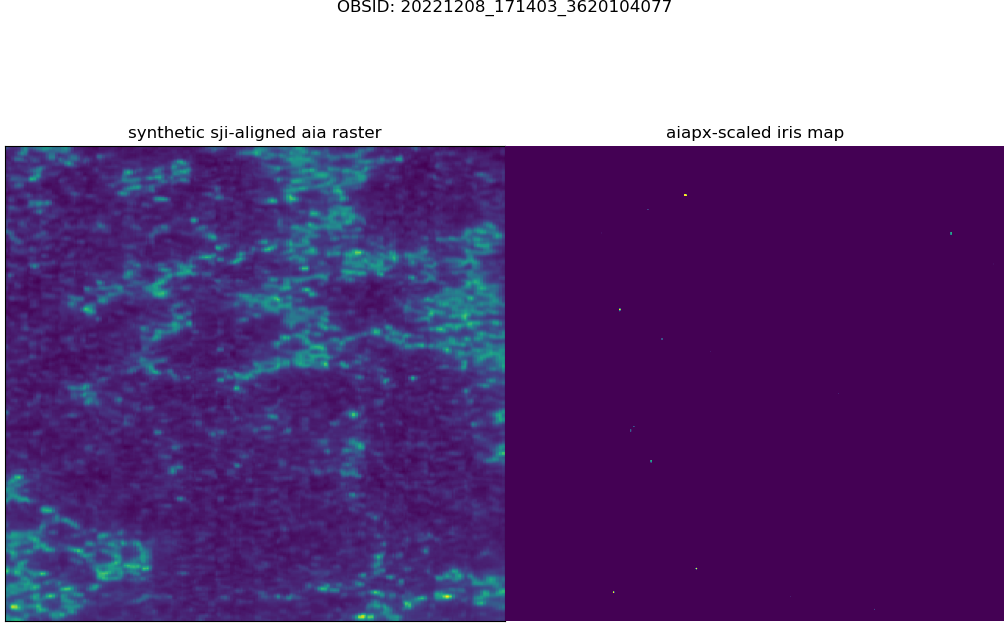 OBSID: 20221208_171403_3620104077
synthetic sji-aligned aia raster
aiapx-scaled iris map